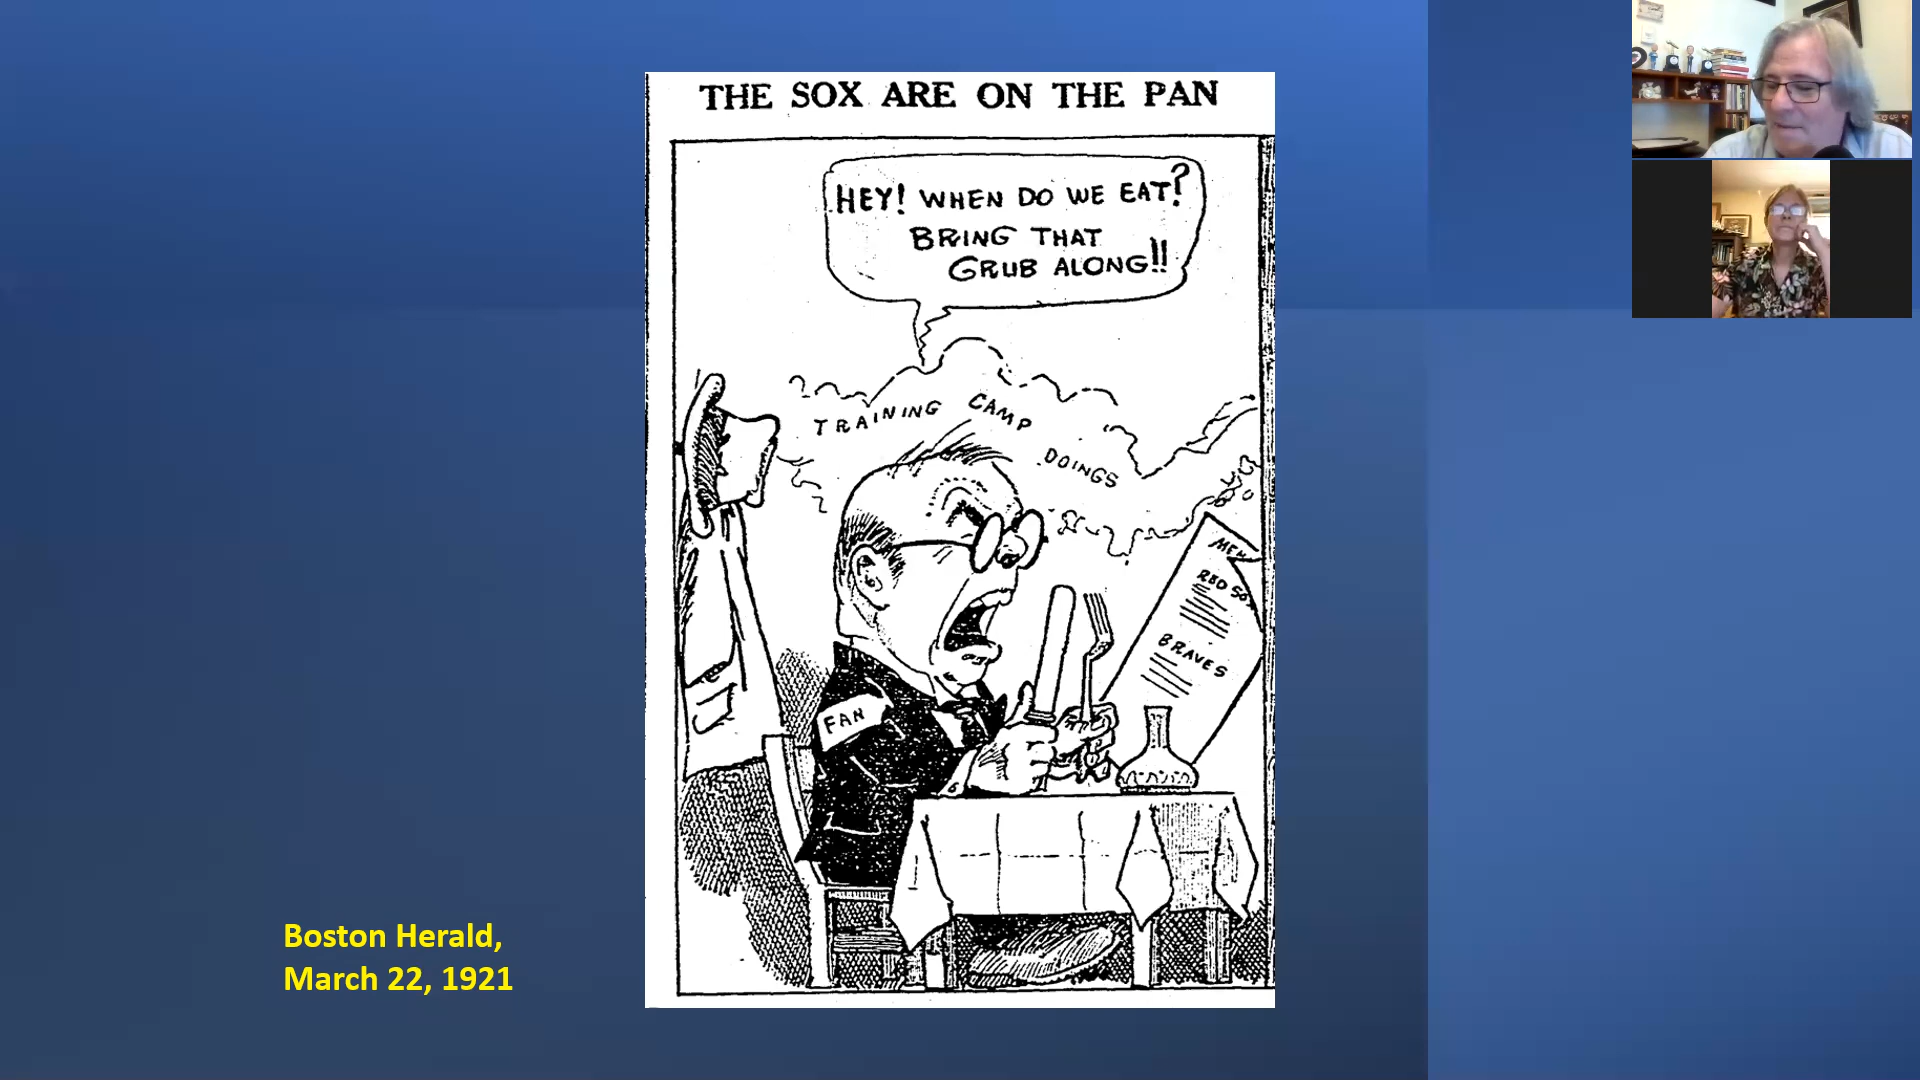 THE SOX ARE ON THE PAN
HEY! WHEN DO WE EAT?
BRING THAT
GRUB ALONG!!
TRAINING CAMP DOINGS
MEN
RED SOX
BRAVES
FAN
Boston Herald,
March 22, 1921